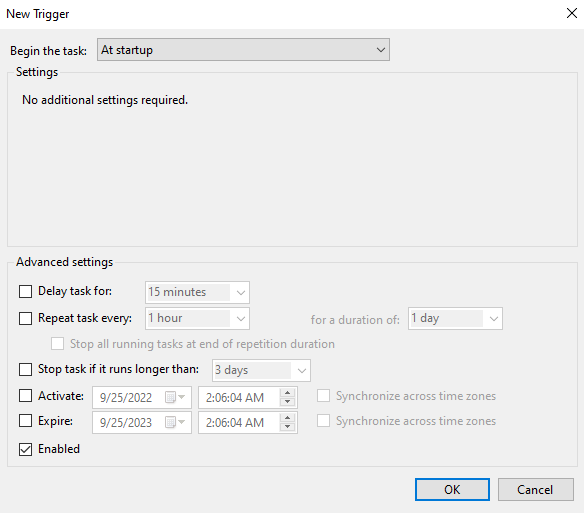 New Trigger
Begin the task: At startup
Settings
No additional settings required.
Advanced settings
Delay task for: 15 minutes
Repeat task every: 1 hour for a duration of: 1 day
Stop all running tasks at end of repetition duration
Stop task if it runs longer than: 3 days
Activate: 9/25/2022 2:06:04 AM Synchronize across time zones
Expire: 9/25/2023 2:06:04 AM Synchronize across time zones
Enabled
OK Cancel